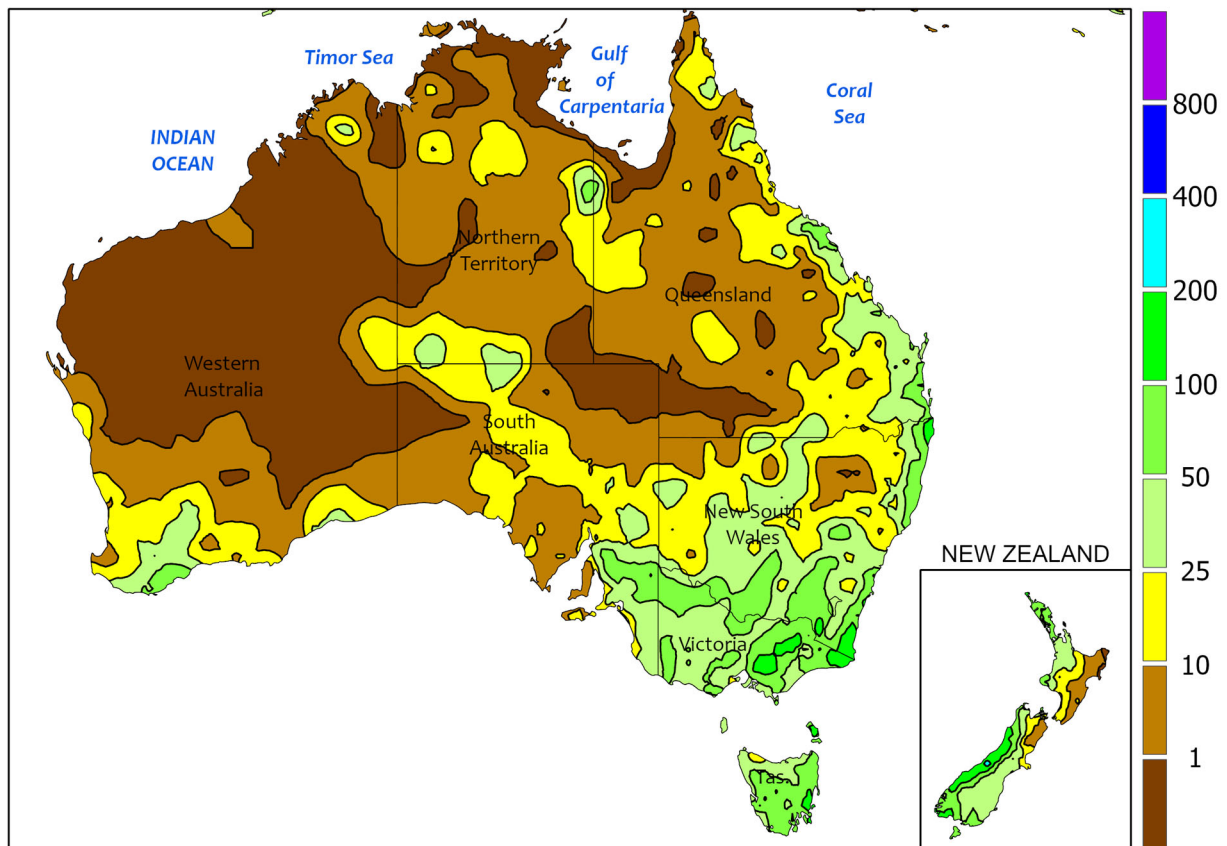 Timor Sea
Gulf
of
Carpentaria
Coral
Sea
INDIAN
OCEAN
Northern
Territory
Queensland
Western
Australia
South
Australia
New South
Wales
Victoria
Tas.
NEW ZEALAND
800
400
200
100
50
25
10
1